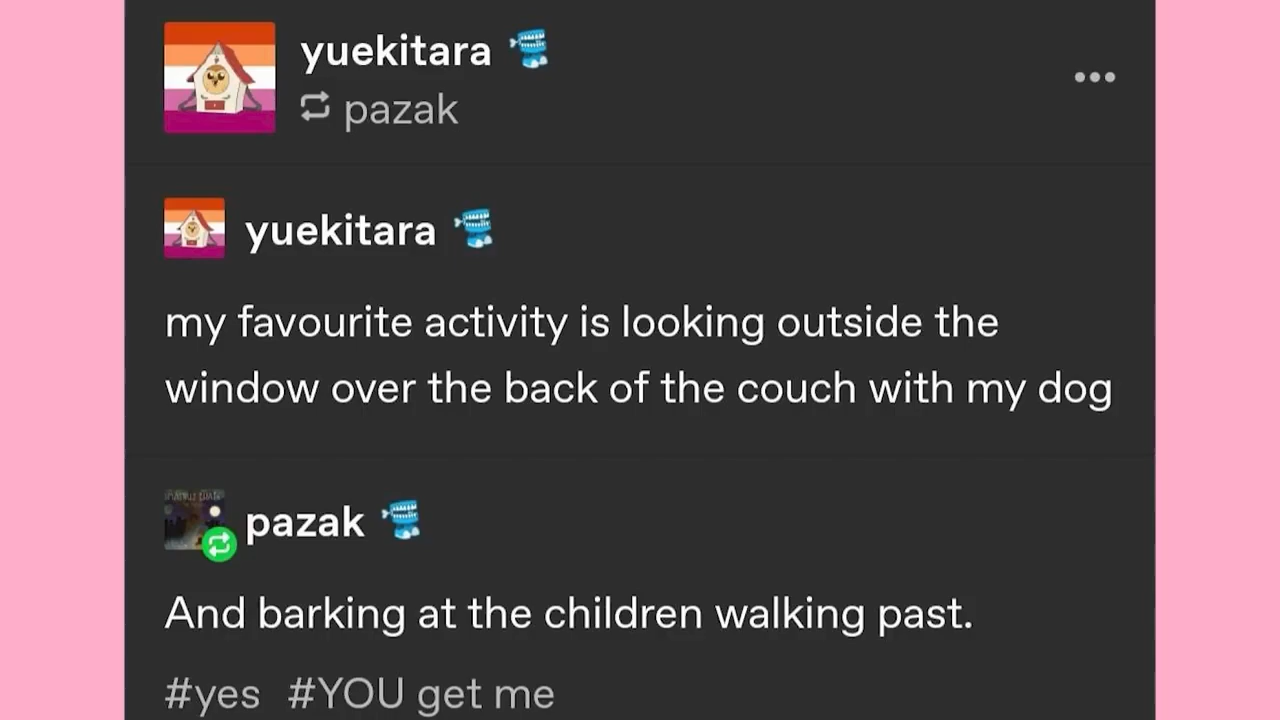 yuekitara
pazak
yuekitara
my favourite activity is looking outside the
window over the back of the couch with my dog
pazak
And barking at the children walking past.
#yes #YOU get me